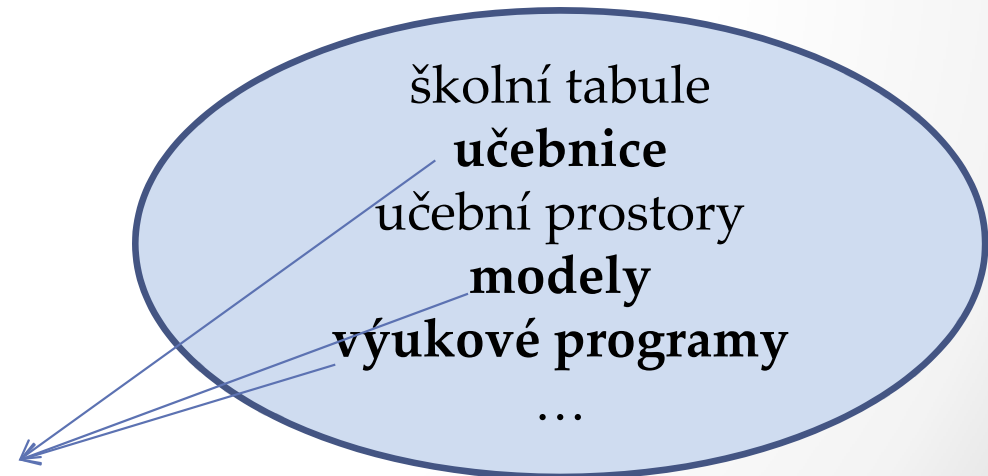 školní tabule
učebnice
učební prostory
modely
výukové programy
…